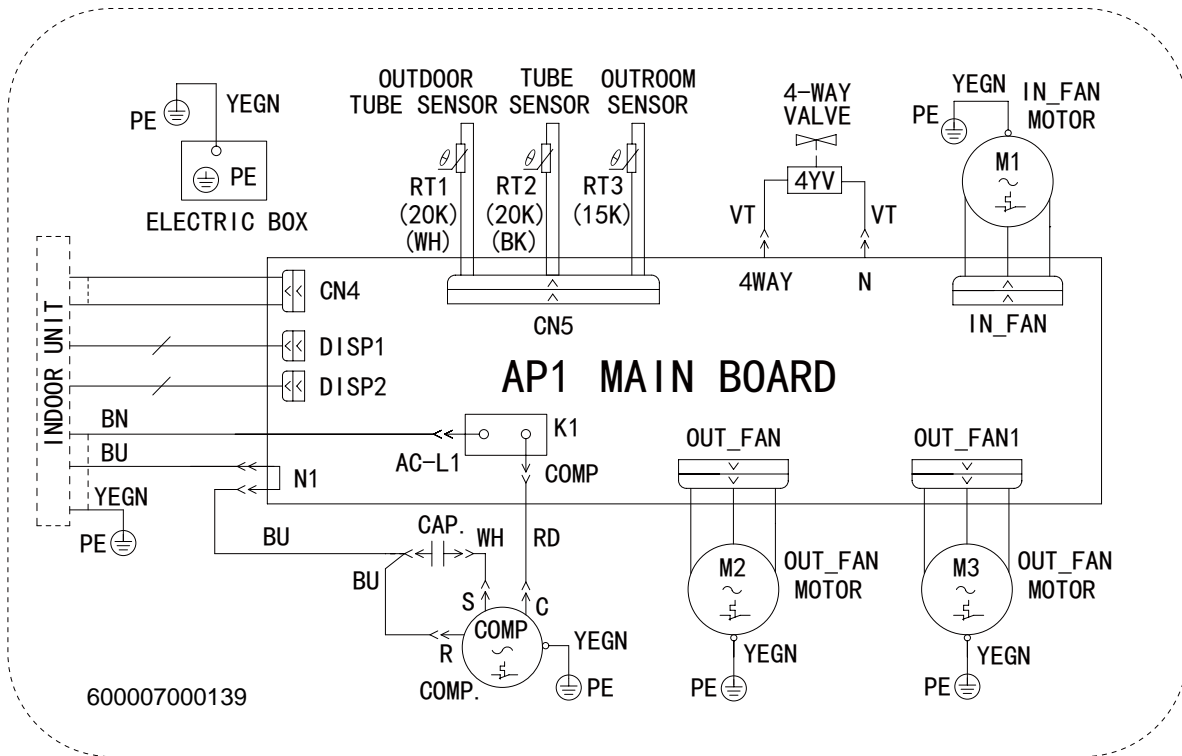 OUTDOOR
TUBE SENSOR
TUBE
SENSOR
OUTROOM
SENSOR
4-WAY
VALVE
YEGN
IN_FAN
MOTOR
PE
YEGN
PE
PE
ELECTRIC BOX
θ
RT1
(20K)
(WH)
θ
RT2
(20K)
(BK)
θ
RT3
(15K)
4YV
VT
VT
M1
~
INDOOR UNIT
CN4
CN5
4WAY
N
IN_FAN
DISP1
DISP2
AP1 MAIN BOARD
BN
AC-L1
K1
COMP
OUT_FAN
OUT_FAN1
BU
N1
YEGN
PE
BU
CAP.
WH
RD
BU
S
C
R
COMP
~
COMP.
YEGN
PE
M2
~
OUT_FAN
MOTOR
YEGN
PE
M3
~
OUT_FAN
MOTOR
YEGN
PE
600007000139